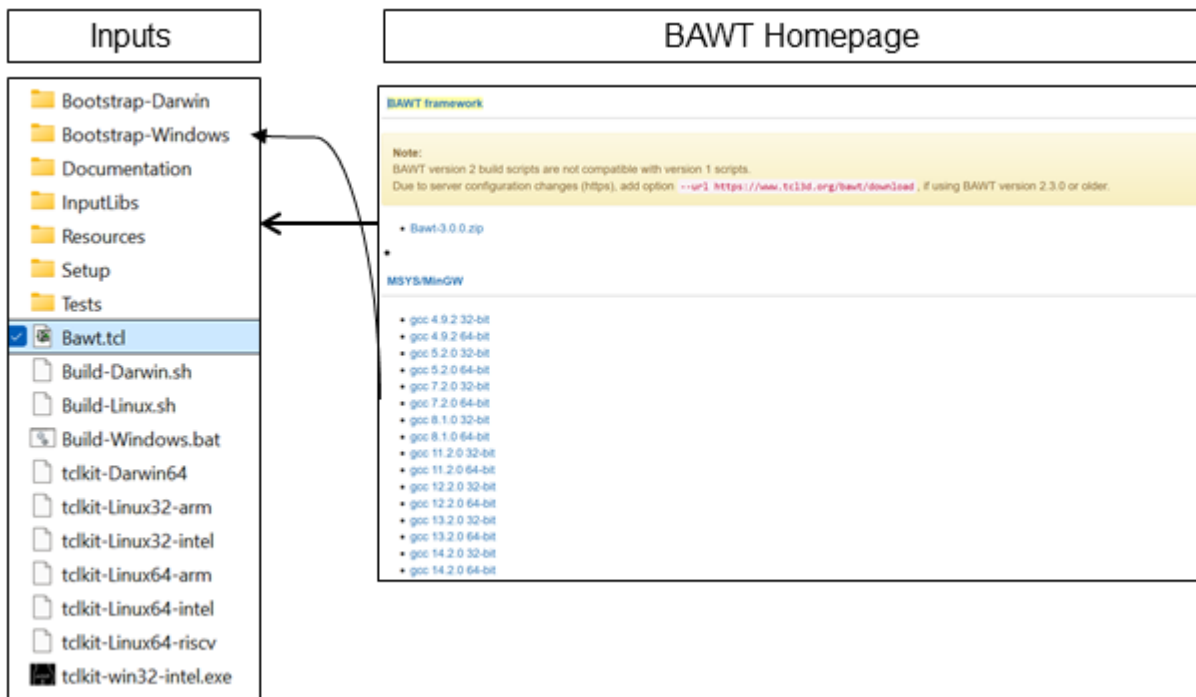 Inputs
BAWT Homepage
Bootstrap-Darwin
Bootstrap-Windows
Documentation
InputLibs
Resources
Setup
Tests
Bawt.tcl
Build-Darwin.sh
Build-Linux.sh
Build-Windows.bat
tclkit-Darwin64
tclkit-Linux32-arm
tclkit-Linux32-intel
tclkit-Linux64-arm
tclkit-Linux64-intel
tclkit-Linux64-riscv
tclkit-win32-intel.exe
BAWT framework
Note:
BAWT version 2 build scripts are not compatible with version 1 scripts.
Due to server configuration changes (https), add option --url https://www.tcl3d.org/bawt/download , if using BAWT version 2.3.0 or older.
Bawt-3.0.0.zip
MSYS/MinGW
gcc 4.9.2 32-bit
gcc 4.9.2 64-bit
gcc 5.2.0 32-bit
gcc 5.2.0 64-bit
gcc 7.2.0 32-bit
gcc 7.2.0 64-bit
gcc 8.1.0 32-bit
gcc 8.1.0 64-bit
gcc 11.2.0 32-bit
gcc 11.2.0 64-bit
gcc 12.2.0 32-bit
gcc 12.2.0 64-bit
gcc 13.2.0 32-bit
gcc 13.2.0 64-bit
gcc 14.2.0 32-bit
gcc 14.2.0 64-bit